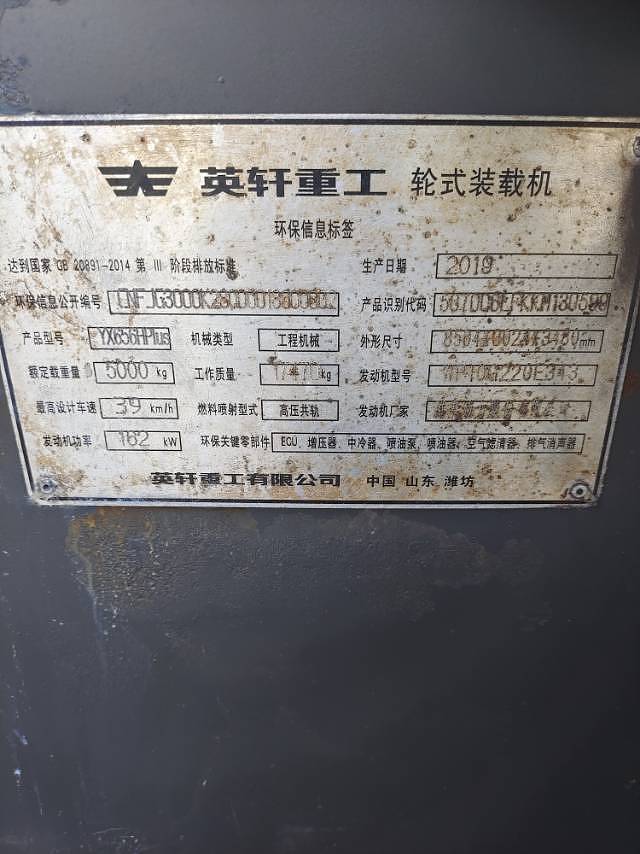 英轩重工 轮式装载机
环保信息标签
达到国家 GB 20891-2014 第 III 阶段排放标准 生产日期 2019
环保信息公开编号 产品识别代码
产品型号 YX656HPlus 机械类型 工程机械 外形尺寸 mm
额定载重量 5000 kg 工作质量 kg 发动机型号
最高设计车速 39 km/h 燃料喷射型式 高压共轨 发动机厂家
发动机功率 162 kW 环保关键零部件 ECU、增压器、中冷器、喷油泵、喷油器、空气滤清器、排气消声器
英轩重工有限公司 中国 山东 潍坊